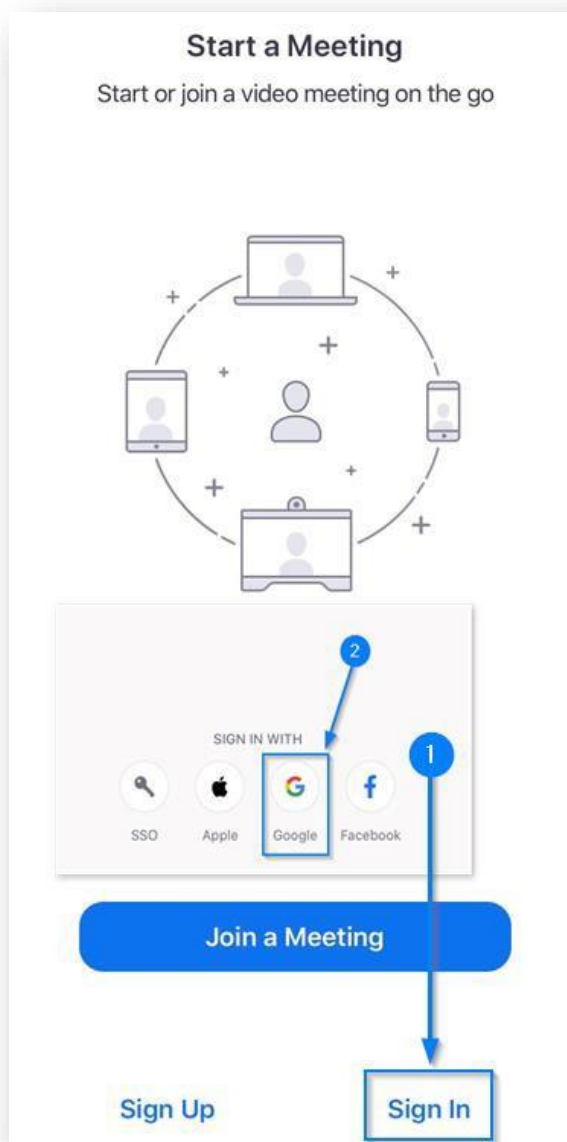 Start a Meeting
Start or join a video meeting on the go
2
SIGN IN WITH
1
SSO Apple Google Facebook
Join a Meeting
Sign Up Sign In